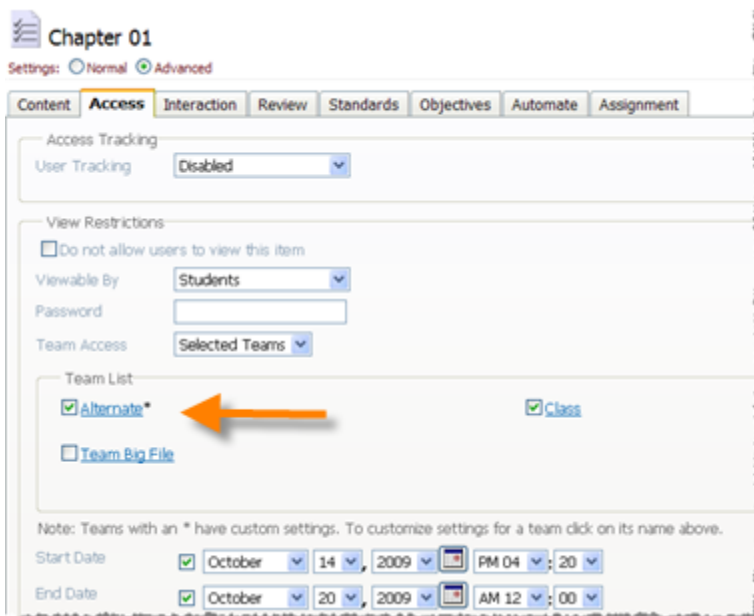 Chapter 01
Settings: Normal Advanced
Content Access Interaction Review Standards Objectives Automate Assignment
Access Tracking
User Tracking Disabled
View Restrictions
Do not allow users to view this item
Viewable By Students
Password
Team Access Selected Teams
Team List
Alternate* Class
Team Big File
Note: Teams with an * have custom settings. To customize settings for a team click on its name above.
Start Date October 14 , 2009 PM 04 : 20
End Date October 20 , 2009 AM 12 : 00